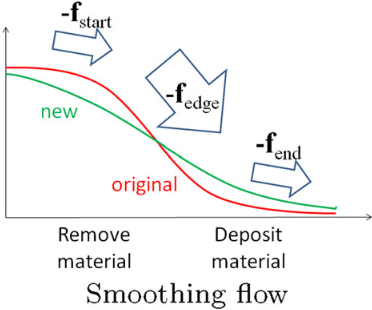 -f_start
-f_edge
new
-f_end
original
Remove
material
Deposit
material
Smoothing flow